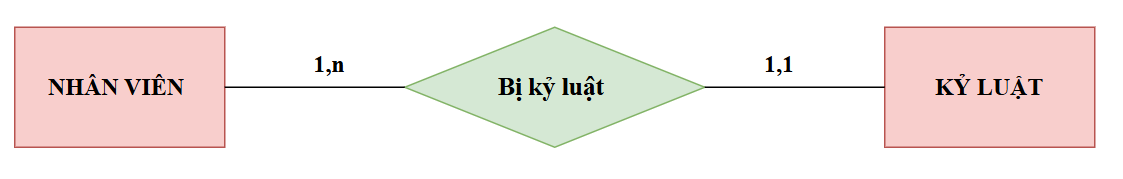 NHÂN VIÊN
1,n
Bị kỷ luật
1,1
KỶ LUẬT